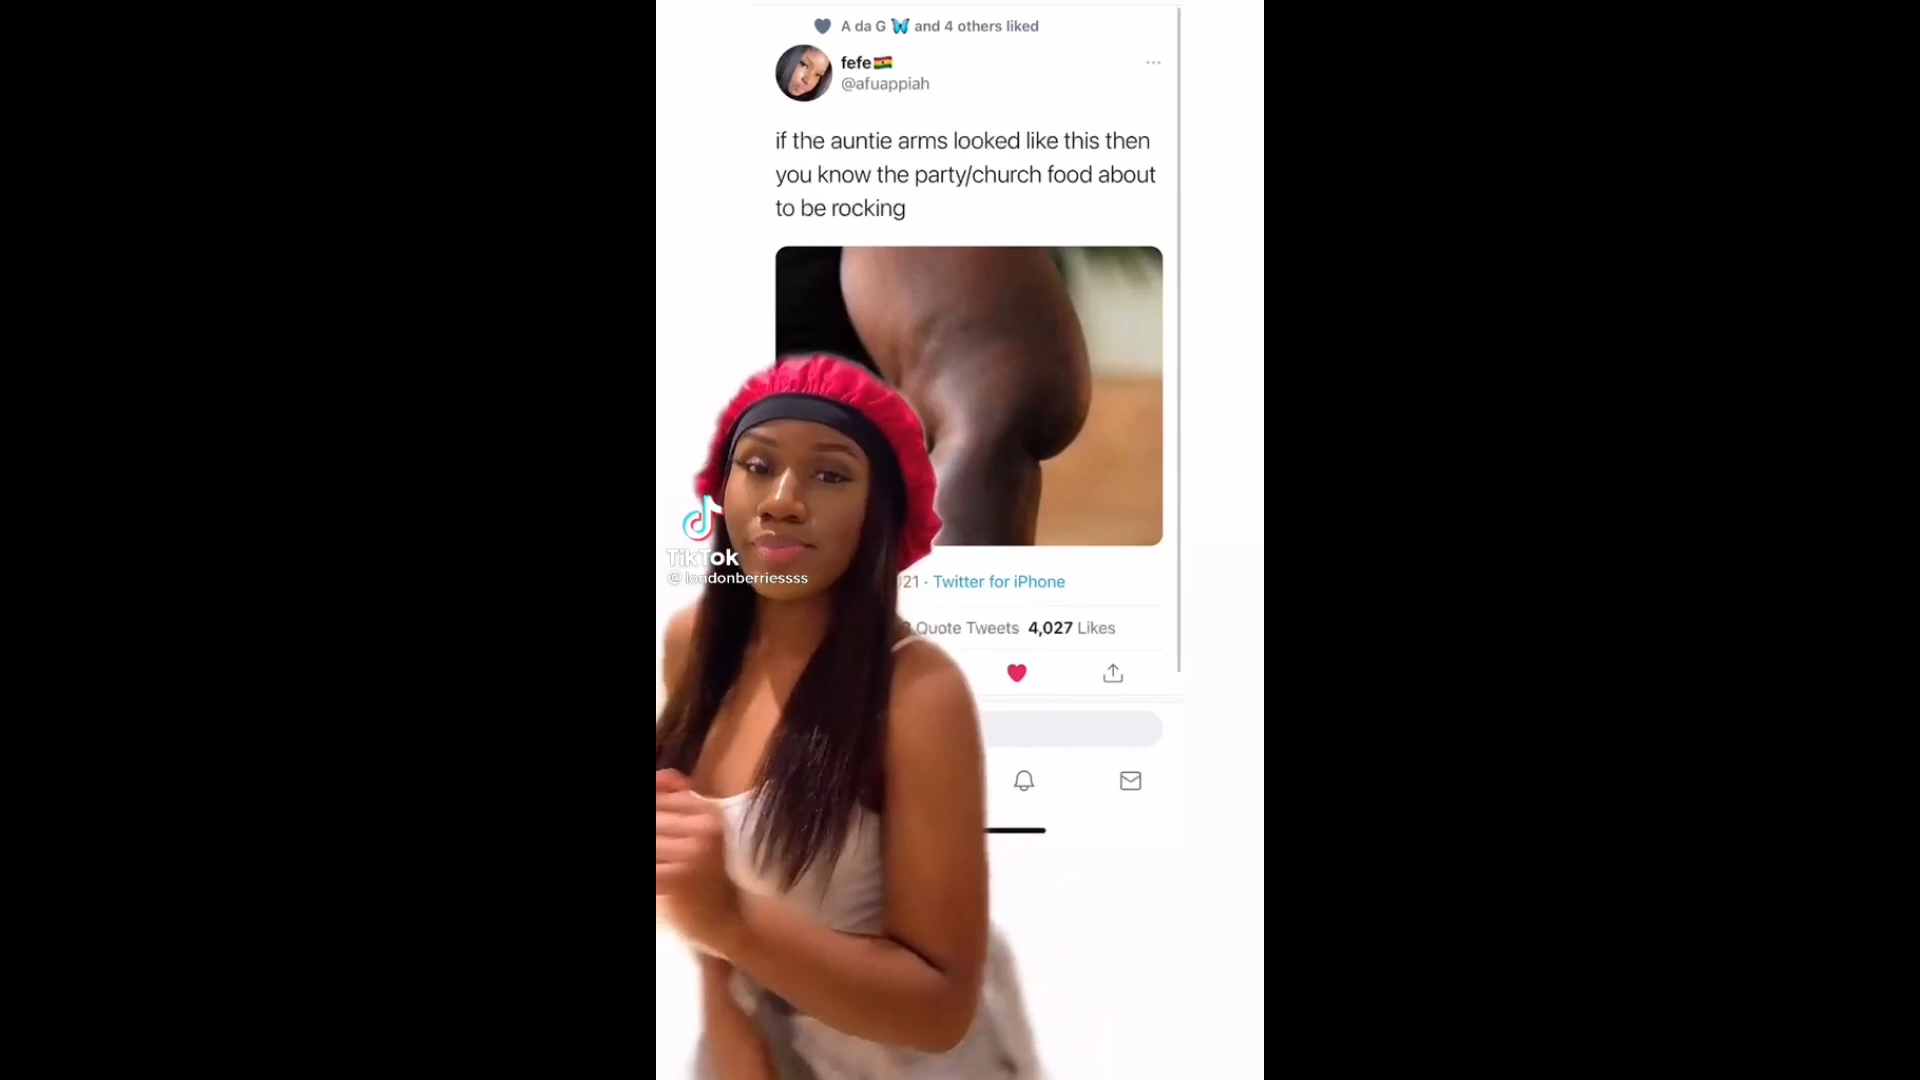 A da G 🦋 and 4 others liked
fefe🇬🇭
@afuappiah
if the auntie arms looked like this then
you know the party/church food about
to be rocking
TikTok
@londonberriessss
21 · Twitter for iPhone
Quote Tweets 4,027 Likes